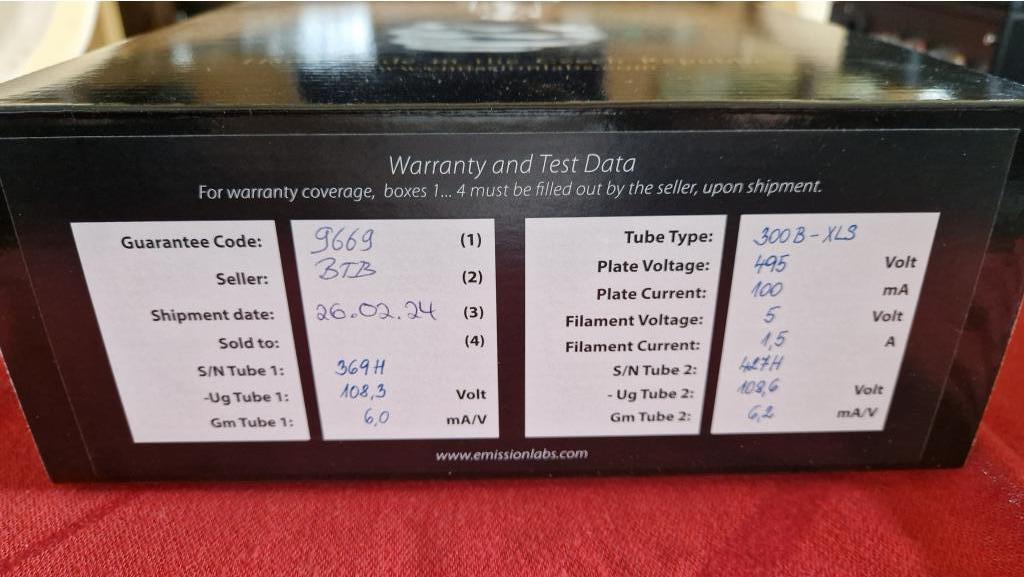 Warranty and Test Data
For warranty coverage, boxes 1... 4 must be filled out by the seller, upon shipment.
Guarantee Code: 9669 (1)
Seller: BTB (2)
Shipment date: 26.02.24 (3)
Sold to: (4)
S/N Tube 1: 369H
-Ug Tube 1: 108,3 Volt
Gm Tube 1: 6,0 mA/V
Tube Type: 300B-XLS
Plate Voltage: 495 Volt
Plate Current: 100 mA
Filament Voltage: 5 Volt
Filament Current: 1,5 A
S/N Tube 2: 427H
- Ug Tube 2: 108,6 Volt
Gm Tube 2: 6,2 mA/V
www.emissionlabs.com